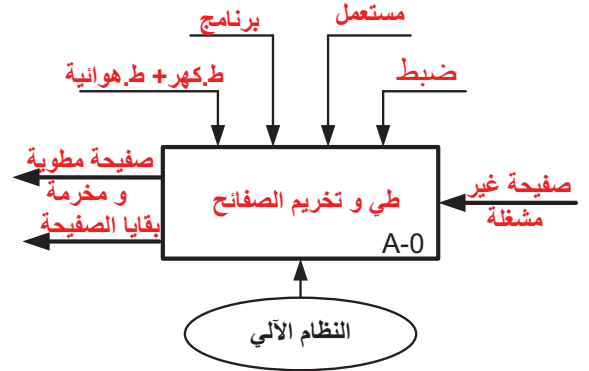 مستعمل
برنامج
ضبط
ط.كهر+ ط.هوائية
صفيحة مطوية
و مخرمة
بقايا الصفيحة
طي و تخريم الصفائح
A-0
صفيحة غير
مشغلة
النظام الآلي